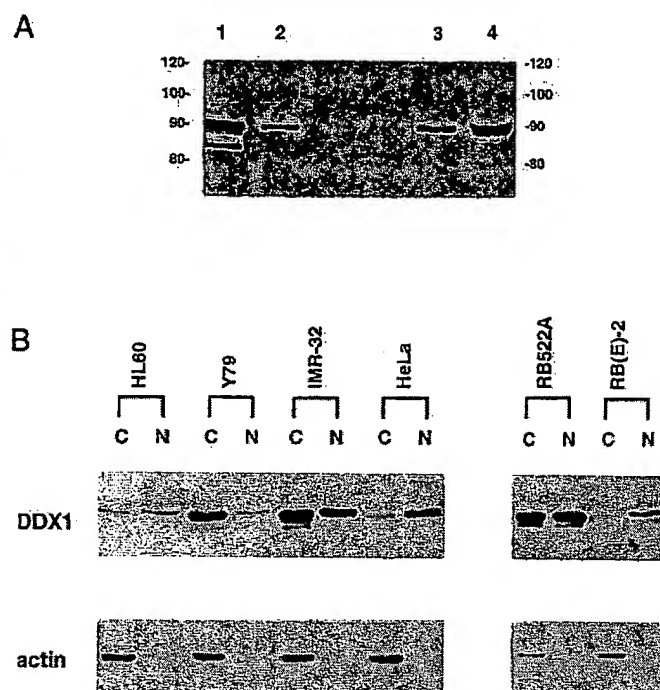 A
1 2 3 4
120- -120
100- -100
90- -90
80- -80
B
HL60 Y79 IMR-32 HeLa RB522A RB(E)-2
C N C N C N C N C N C N
DDX1
actin